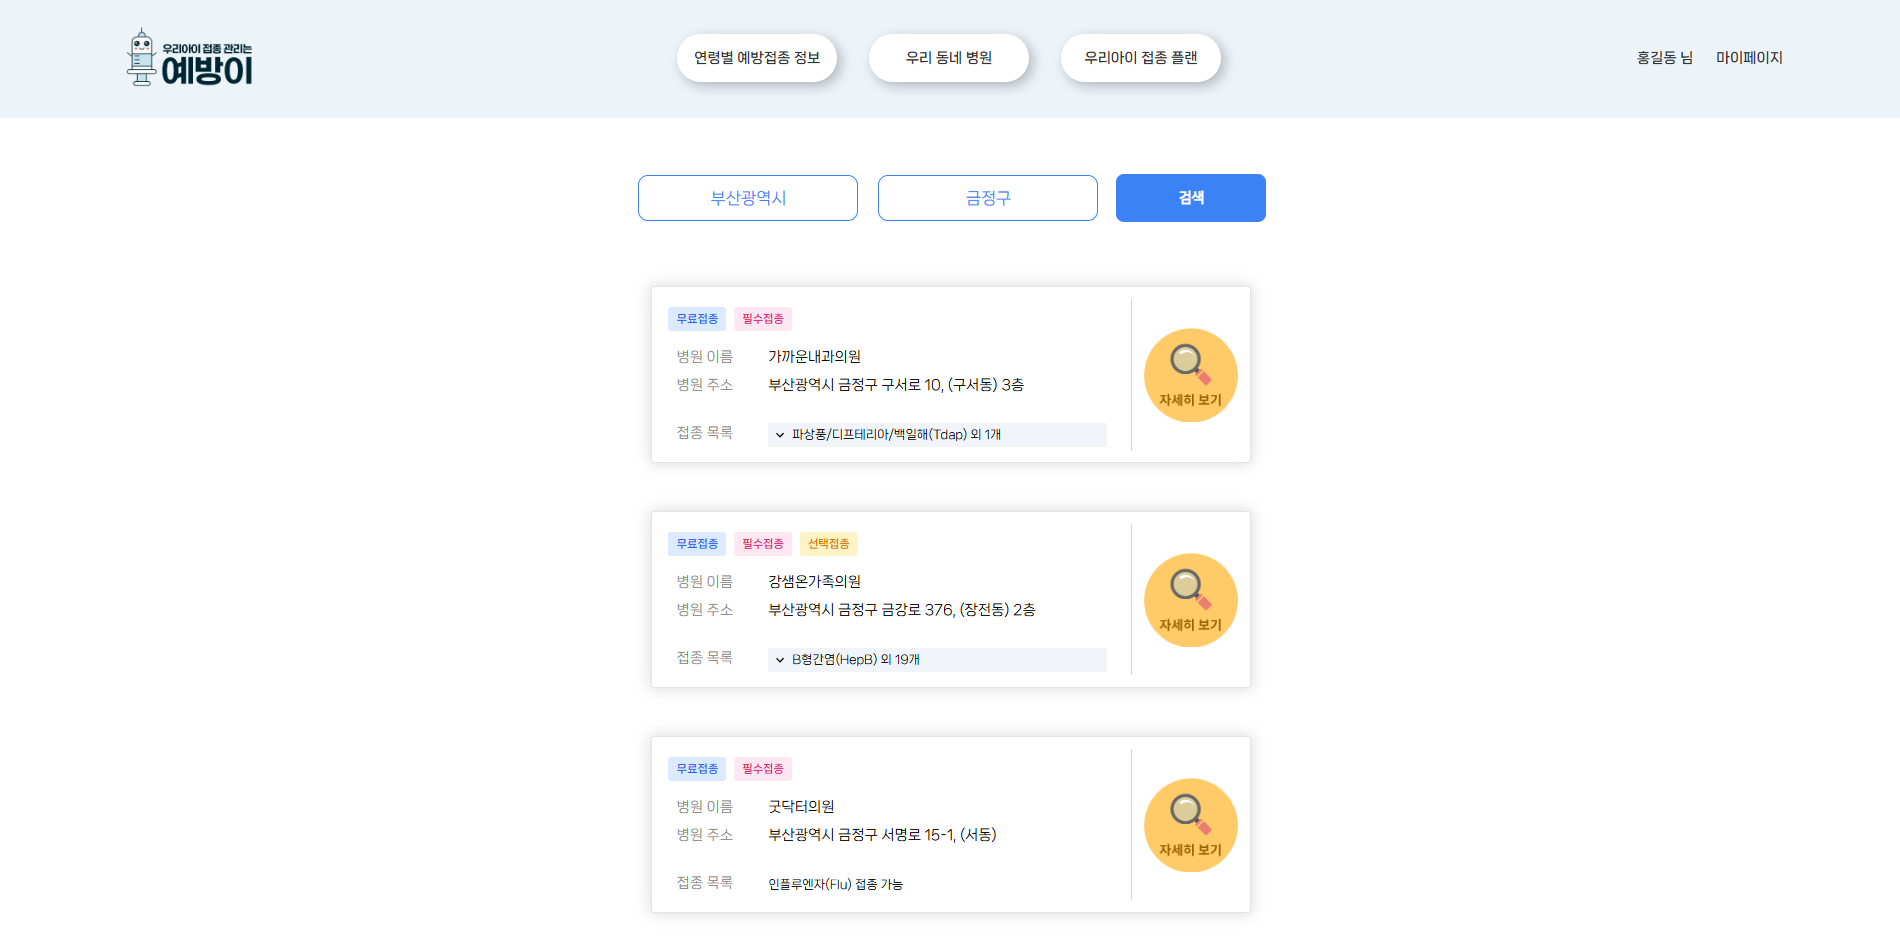 우리아이 접종 관리는
예방이
연령별 예방접종 정보
우리 동네 병원
우리아이 접종 플랜
홍길동 님
마이페이지
부산광역시
금정구
검색
무료접종
필수접종
병원 이름
가까운내과의원
병원 주소
부산광역시 금정구 구서로 10, (구서동) 3층
접종 목록
파상풍/디프테리아/백일해(Tdap) 외 1개
자세히 보기
무료접종
필수접종
선택접종
병원 이름
강샘온가족의원
병원 주소
부산광역시 금정구 금강로 376, (장전동) 2층
접종 목록
B형간염(HepB) 외 19개
자세히 보기
무료접종
필수접종
병원 이름
굿닥터의원
병원 주소
부산광역시 금정구 서명로 15-1, (서동)
접종 목록
인플루엔자(Flu) 접종 가능
자세히 보기